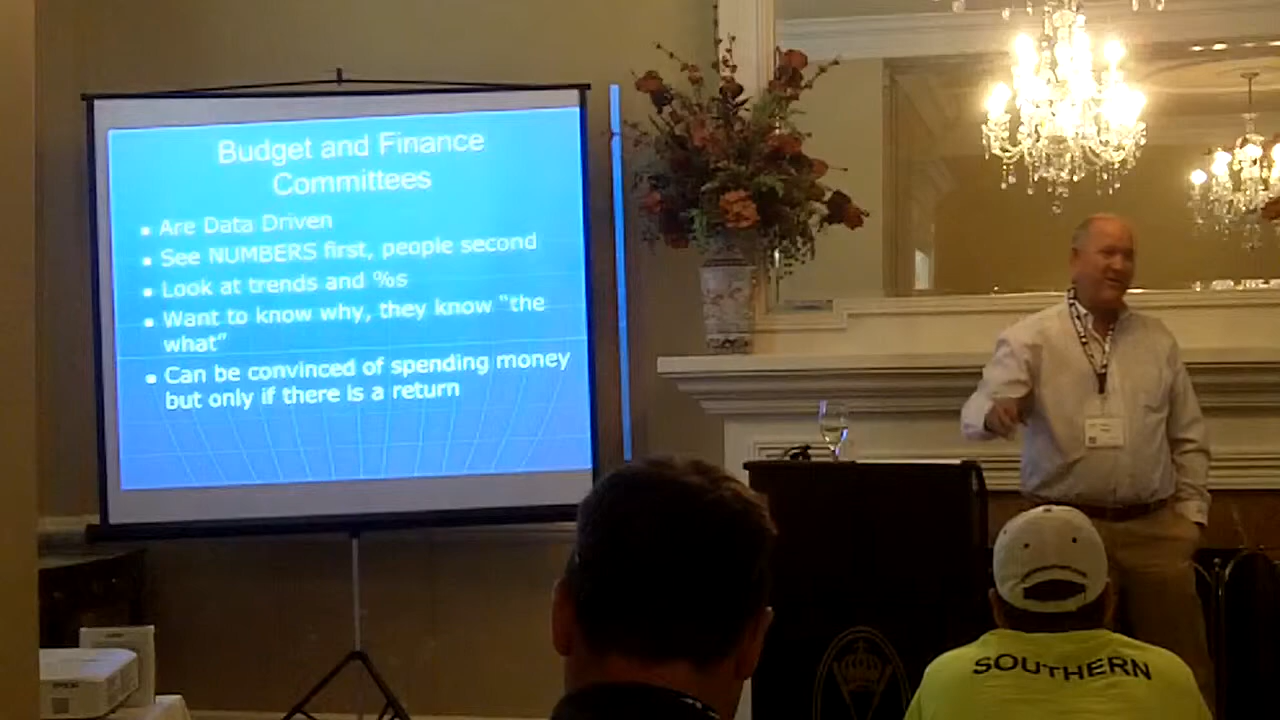 Budget and Finance
Committees
Are Data Driven
See NUMBERS first, people second
Look at trends and %s
Want to know why, they know "the
what"
Can be convinced of spending money
but only if there is a return
EPSON
SOUTHERN